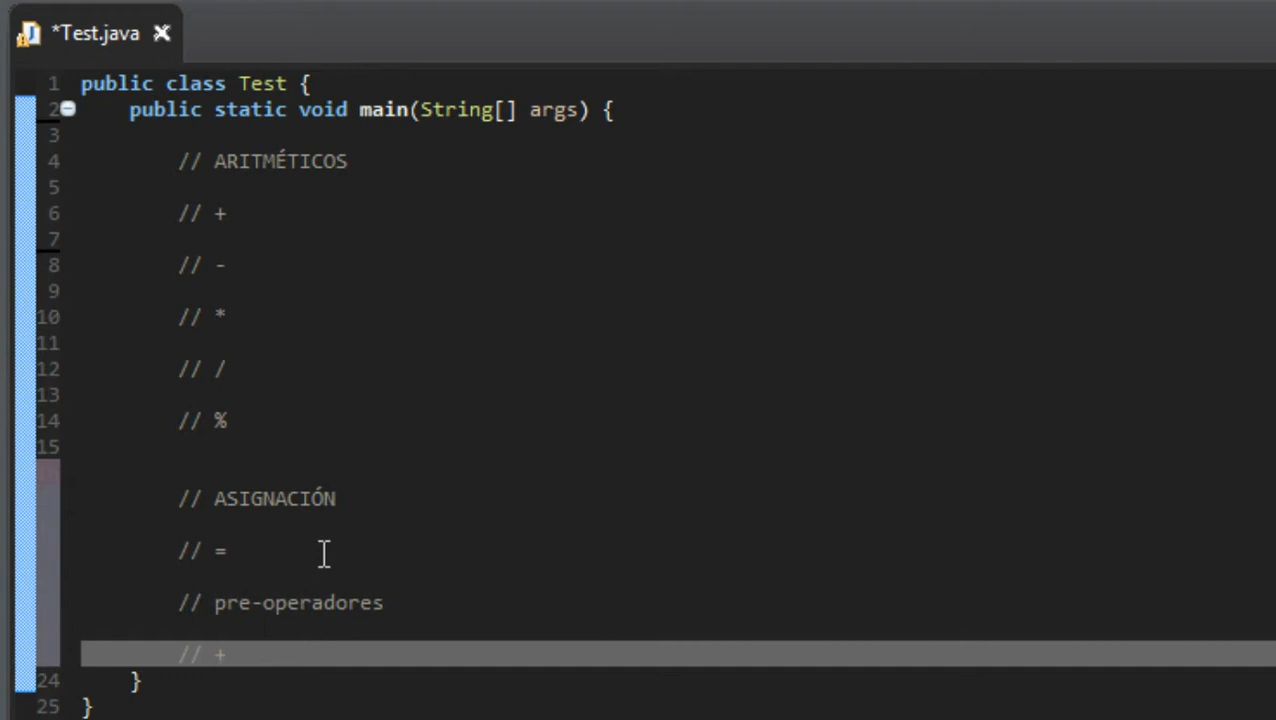 *Test.java
1 public class Test {
2 public static void main(String[] args) {
3
4 // ARITMÉTICOS
5
6 // +
7
8 // -
9
10 // *
11
12 // /
13
14 // %
15
// ASIGNACIÓN
// =
// pre-operadores
// +
24 }
25 }